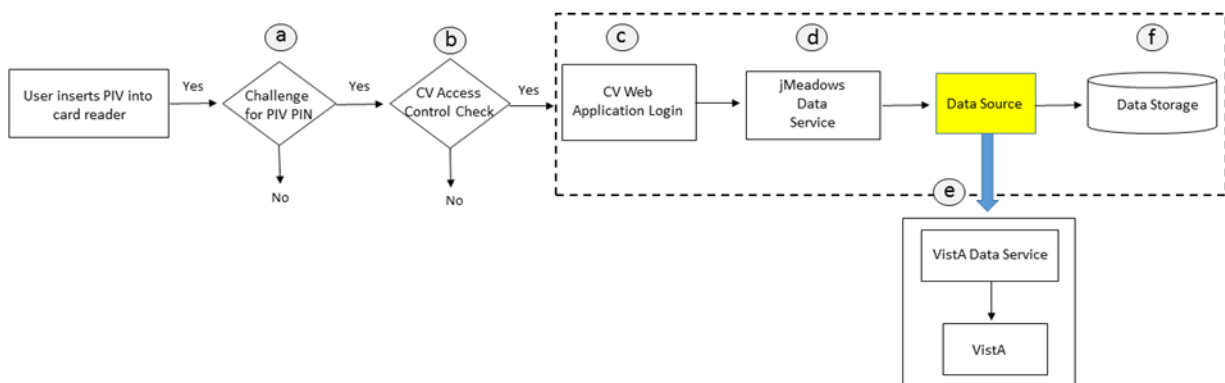 a
b
c
d
f
User inserts PIV into
card reader
Yes
Challenge
for PIV PIN
Yes
CV Access
Control Check
Yes
CV Web
Application Login
jMeadows
Data
Service
Data Source
Data Storage
No
No
e
VistA Data Service
VistA